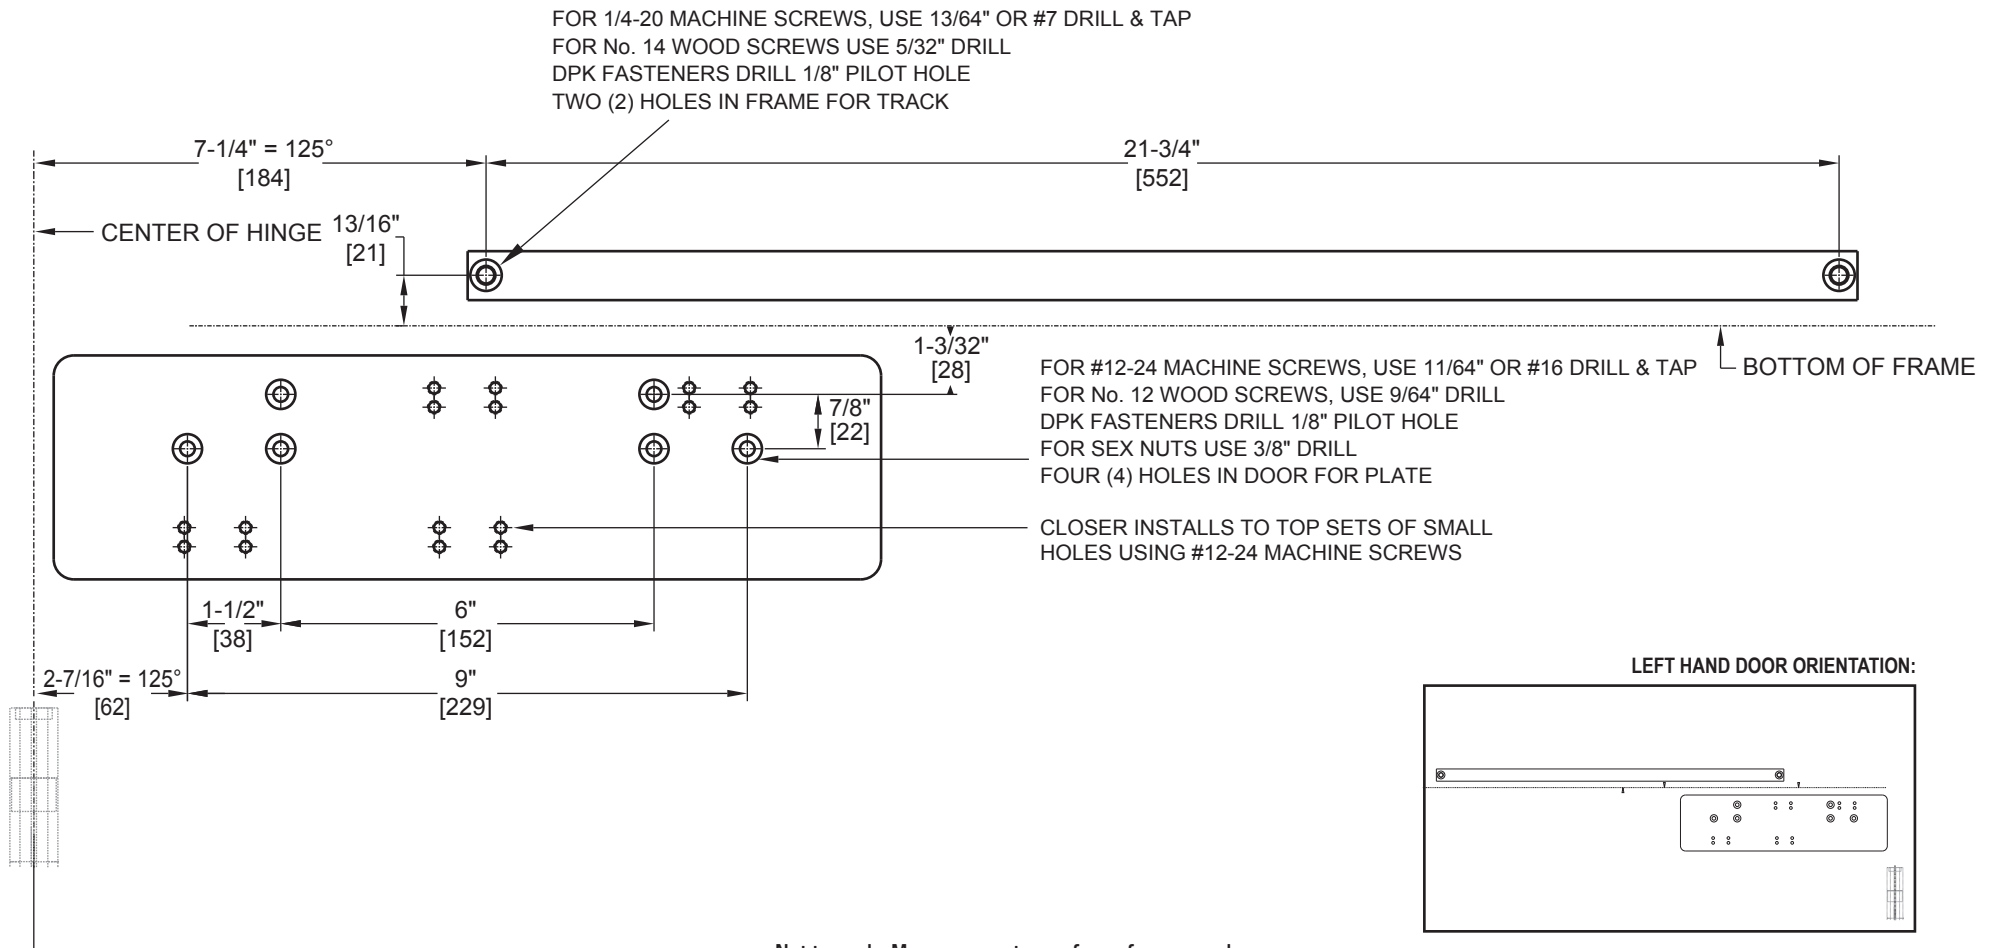 FOR 1/4-20 MACHINE SCREWS, USE 13/64" OR #7 DRILL & TAP
FOR No. 14 WOOD SCREWS USE 5/32" DRILL
DPK FASTENERS DRILL 1/8" PILOT HOLE
TWO (2) HOLES IN FRAME FOR TRACK
7-1/4" = 125°
[184]
21-3/4"
[552]
CENTER OF HINGE
13/16"
[21]
1-3/32"
[28]
BOTTOM OF FRAME
7/8"
[22]
FOR #12-24 MACHINE SCREWS, USE 11/64" OR #16 DRILL & TAP
FOR No. 12 WOOD SCREWS, USE 9/64" DRILL
DPK FASTENERS DRILL 1/8" PILOT HOLE
FOR SEX NUTS USE 3/8" DRILL
FOUR (4) HOLES IN DOOR FOR PLATE
CLOSER INSTALLS TO TOP SETS OF SMALL
HOLES USING #12-24 MACHINE SCREWS
1-1/2"
[38]
6"
[152]
2-7/16" = 125°
[62]
9"
[229]
LEFT HAND DOOR ORIENTATION: